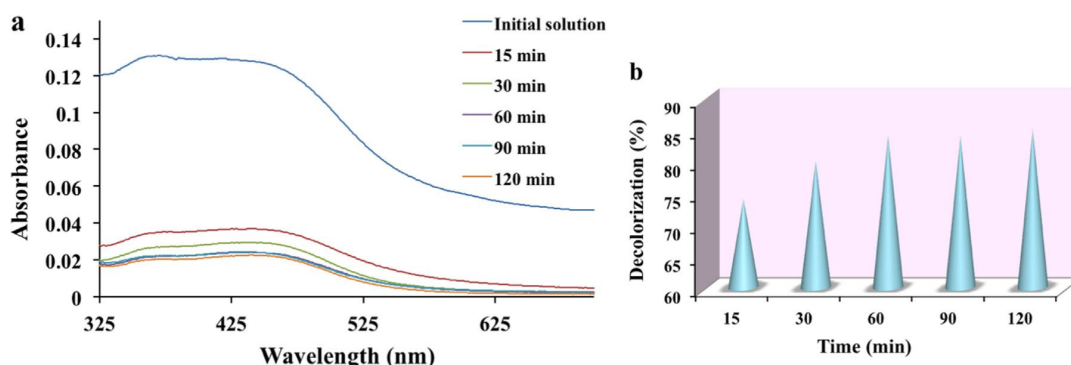 a
0.14
0.12
0.1
0.08
0.06
0.04
0.02
0
Absorbance
325 425 525 625
Wavelength (nm)
Initial solution
15 min
30 min
60 min
90 min
120 min
b
90
85
80
75
70
65
60
Decolorization (%)
15 30 60 90 120
Time (min)